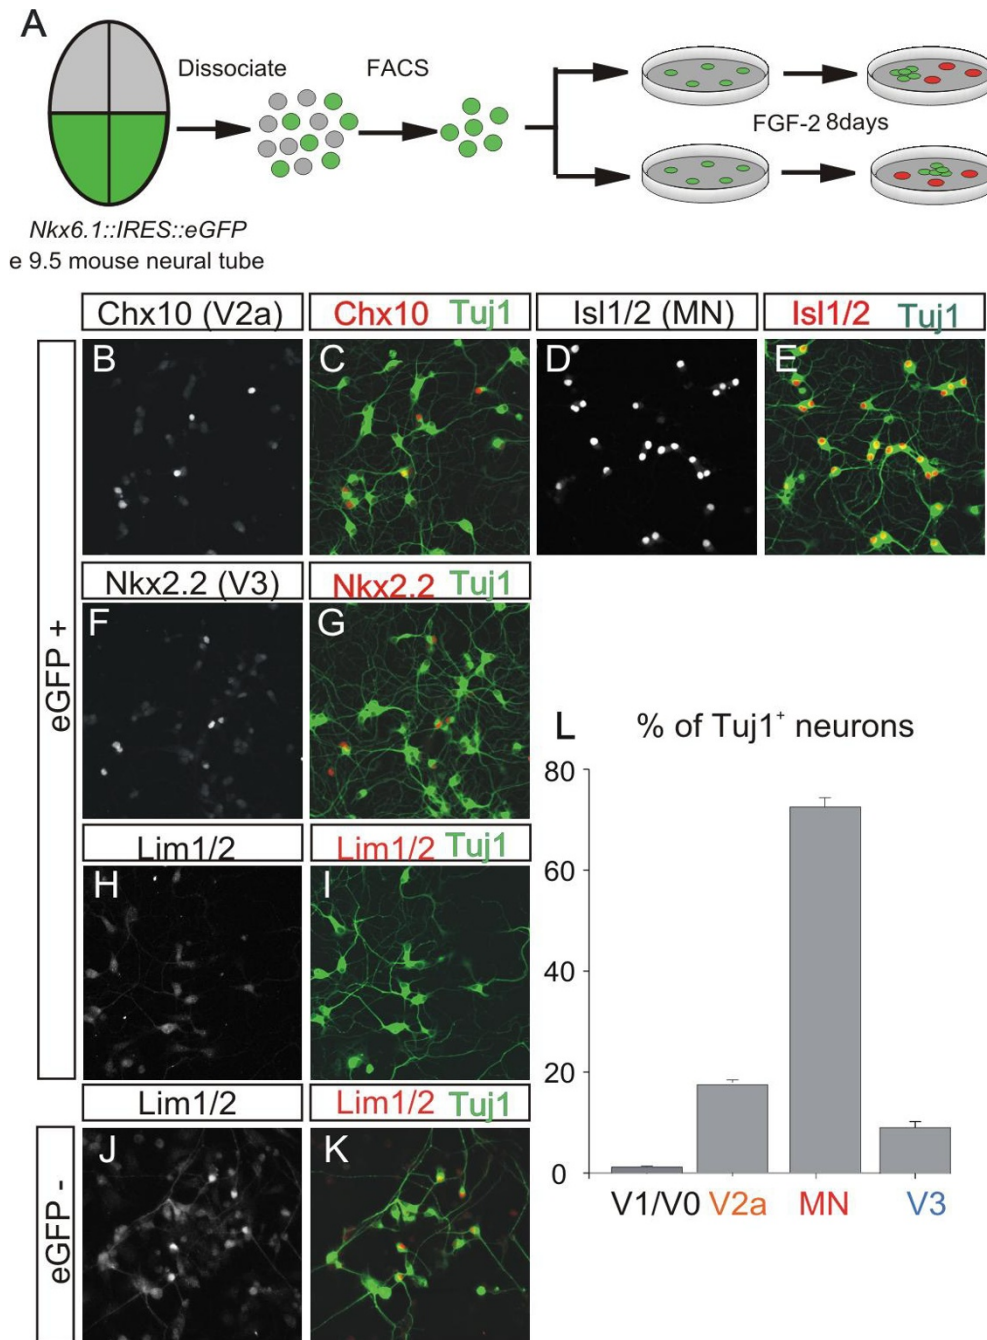 A
Dissociate
FACS
FGF-2 8days
Nkx6.1::IRES::eGFP
e 9.5 mouse neural tube
Chx10 (V2a)
Chx10 Tuj1
Isl1/2 (MN)
Isl1/2 Tuj1
B
C
D
E
eGFP +
Nkx2.2 (V3)
Nkx2.2 Tuj1
F
G
Lim1/2
Lim1/2 Tuj1
H
I
Lim1/2
Lim1/2 Tuj1
eGFP -
J
K
L
% of Tuj1⁺ neurons
80
60
40
20
0
V1/V0 V2a MN V3